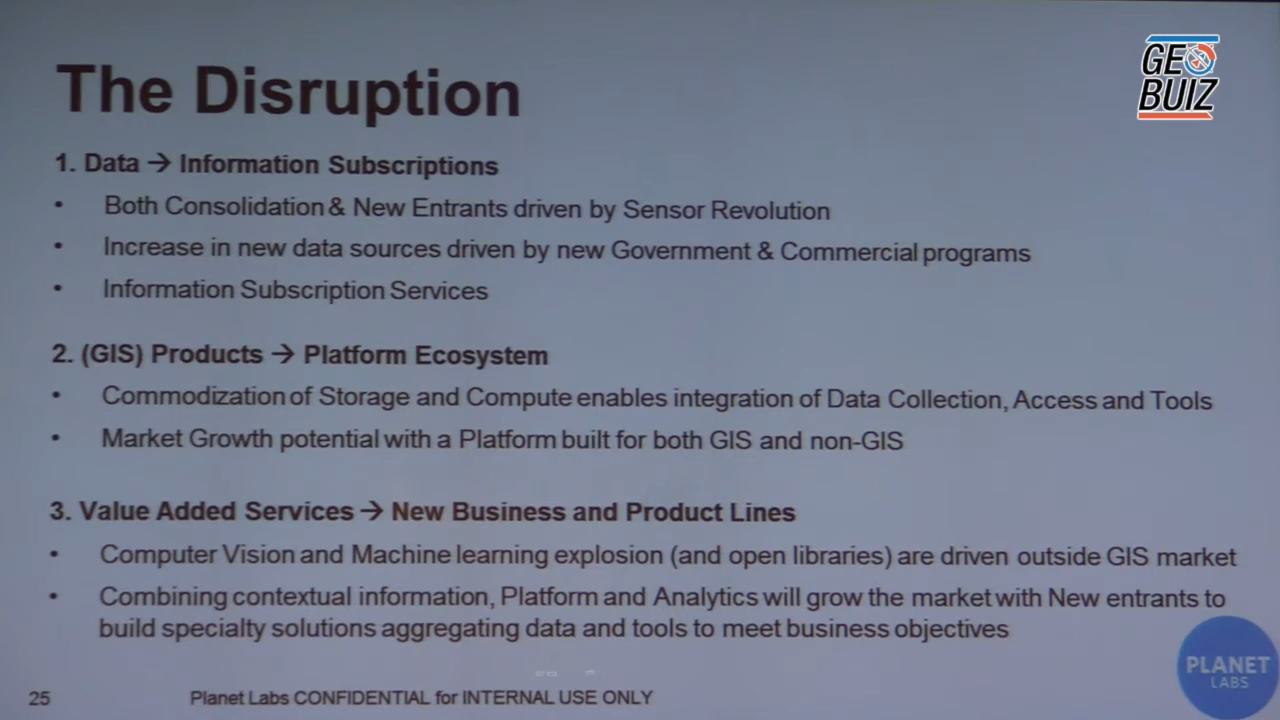 GEO
BUIZ
The Disruption
1. Data → Information Subscriptions
• Both Consolidation & New Entrants driven by Sensor Revolution
• Increase in new data sources driven by new Government & Commercial programs
• Information Subscription Services
2. (GIS) Products → Platform Ecosystem
• Commodization of Storage and Compute enables integration of Data Collection, Access and Tools
• Market Growth potential with a Platform built for both GIS and non-GIS
3. Value Added Services → New Business and Product Lines
• Computer Vision and Machine learning explosion (and open libraries) are driven outside GIS market
• Combining contextual information, Platform and Analytics will grow the market with New entrants to
build specialty solutions aggregating data and tools to meet business objectives
PLANET
LABS
25 Planet Labs CONFIDENTIAL for INTERNAL USE ONLY